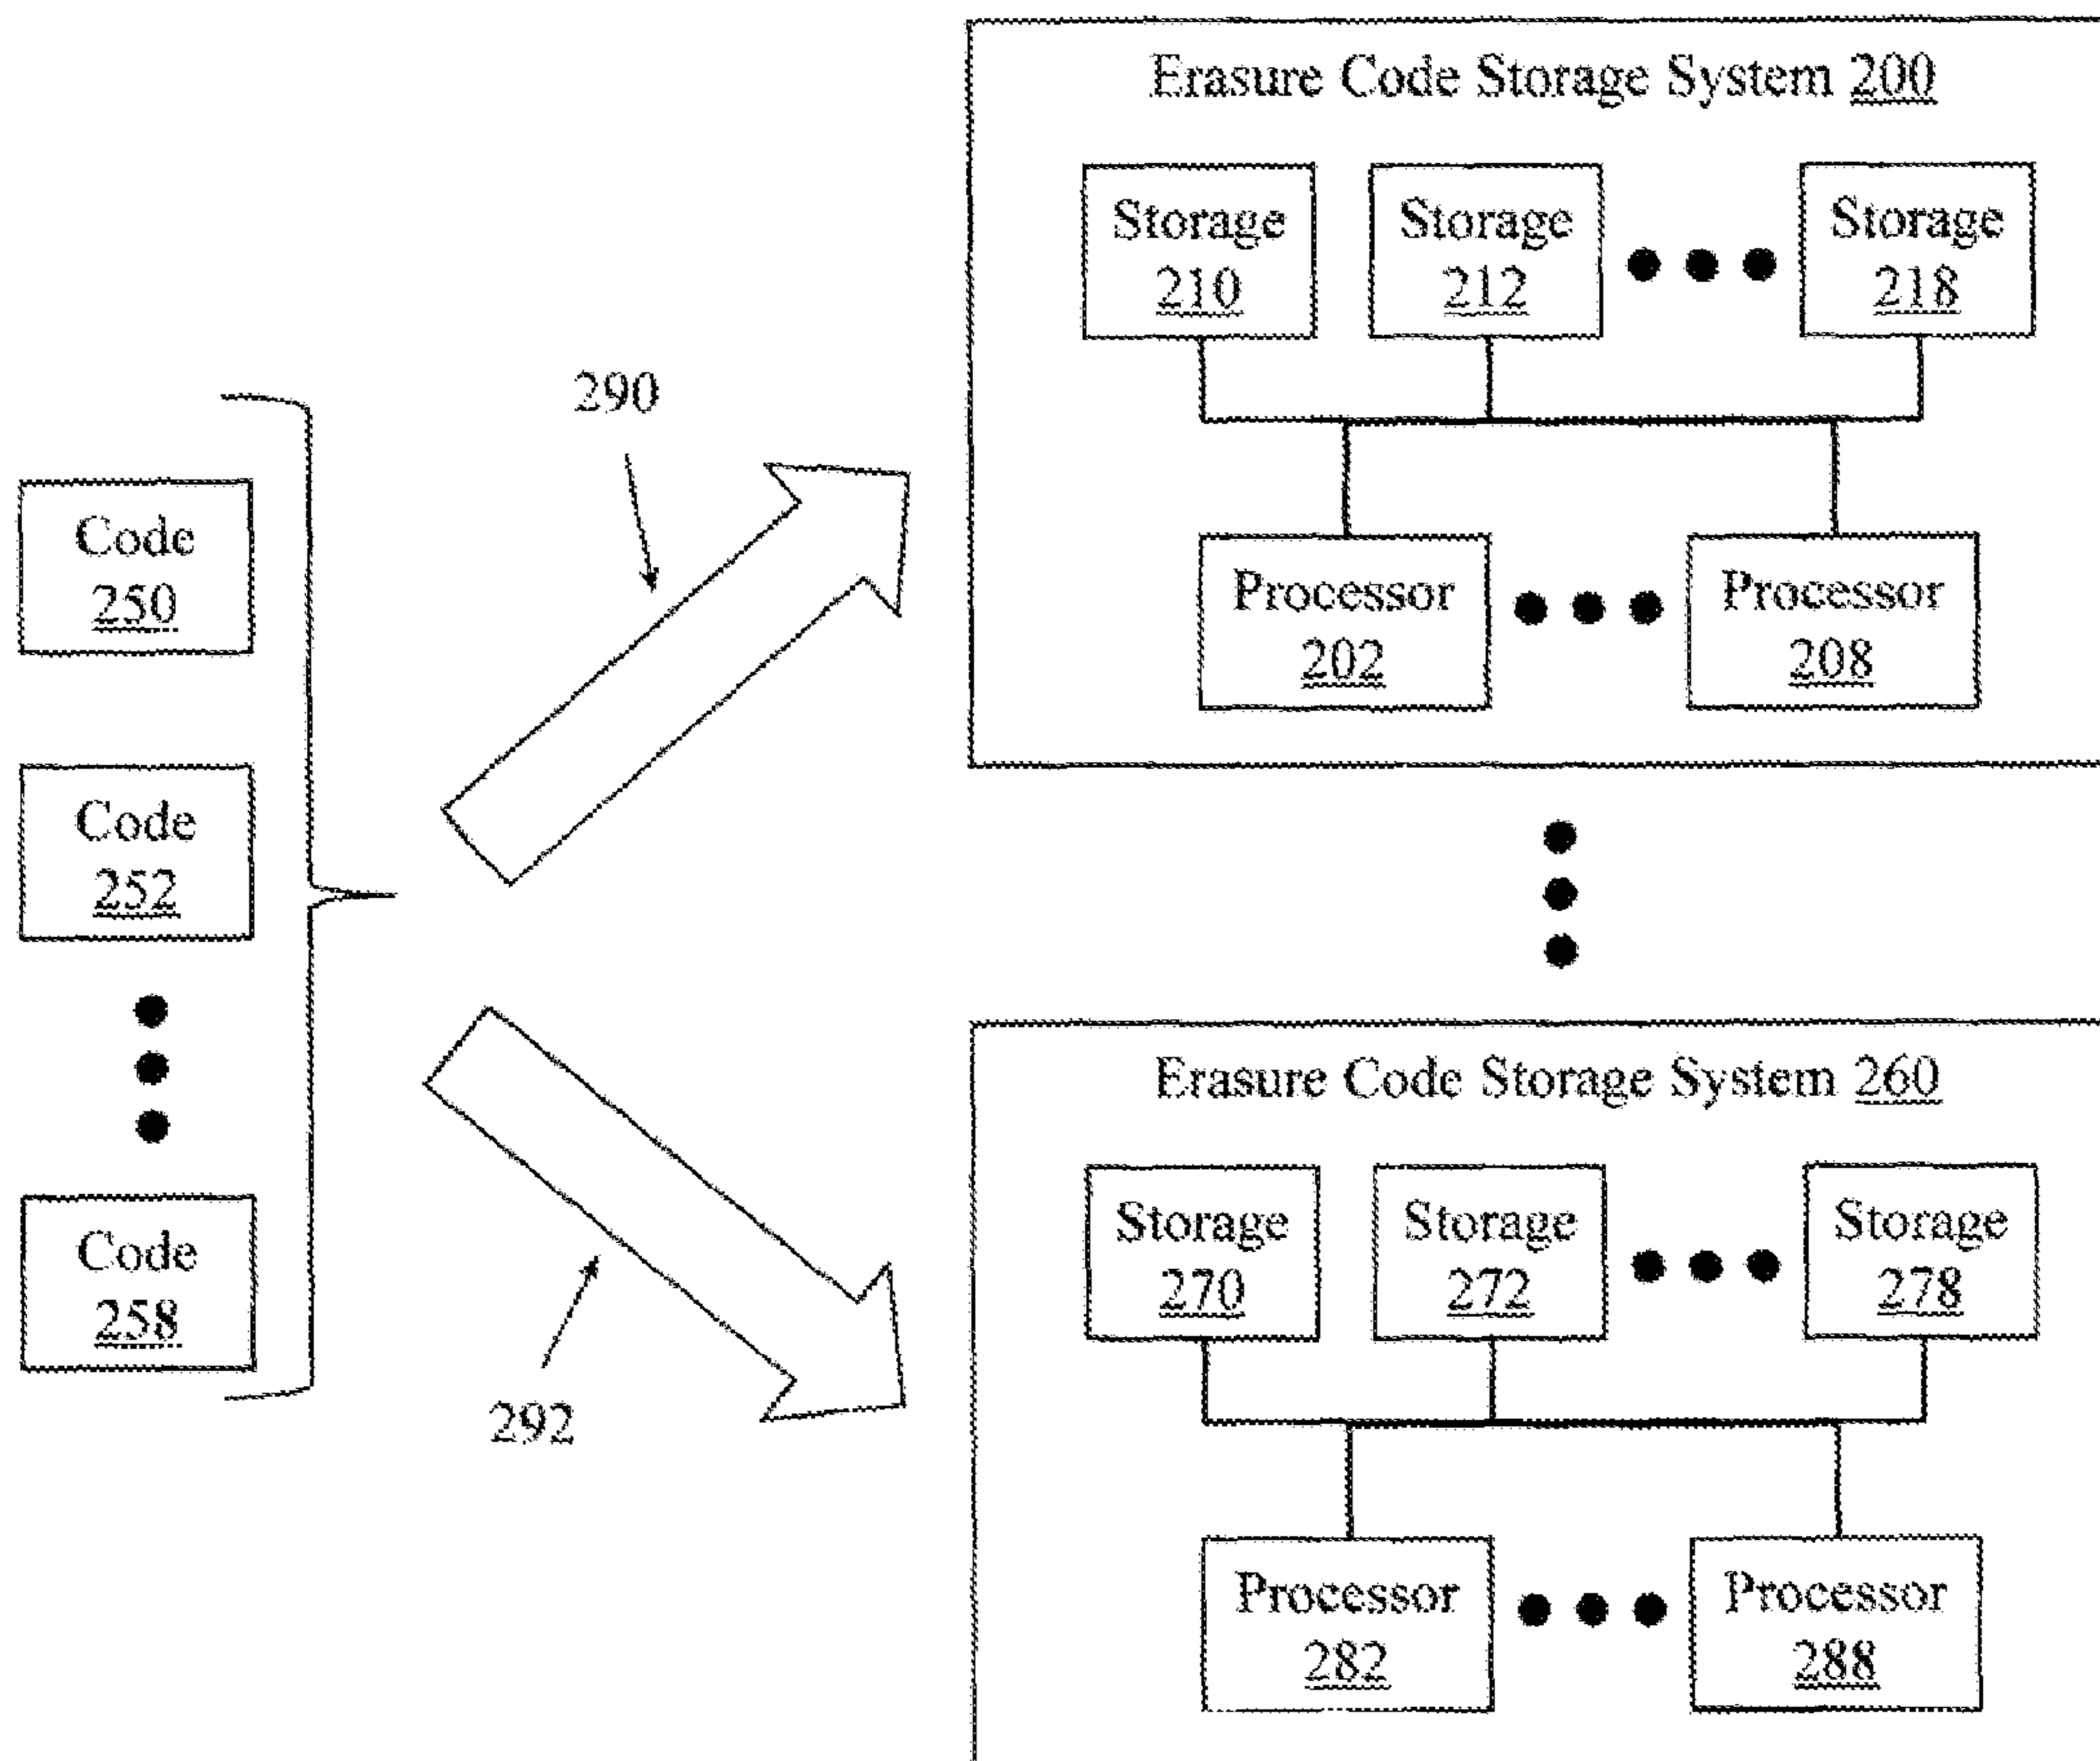 Erasure Code Storage System 200
Storage
210
Storage
212
Storage
218
290
Code
250
Processor
202
Processor
208
Code
252
Erasure Code Storage System 260
Code
258
Storage
270
Storage
272
Storage
278
292
Processor
282
Processor
288